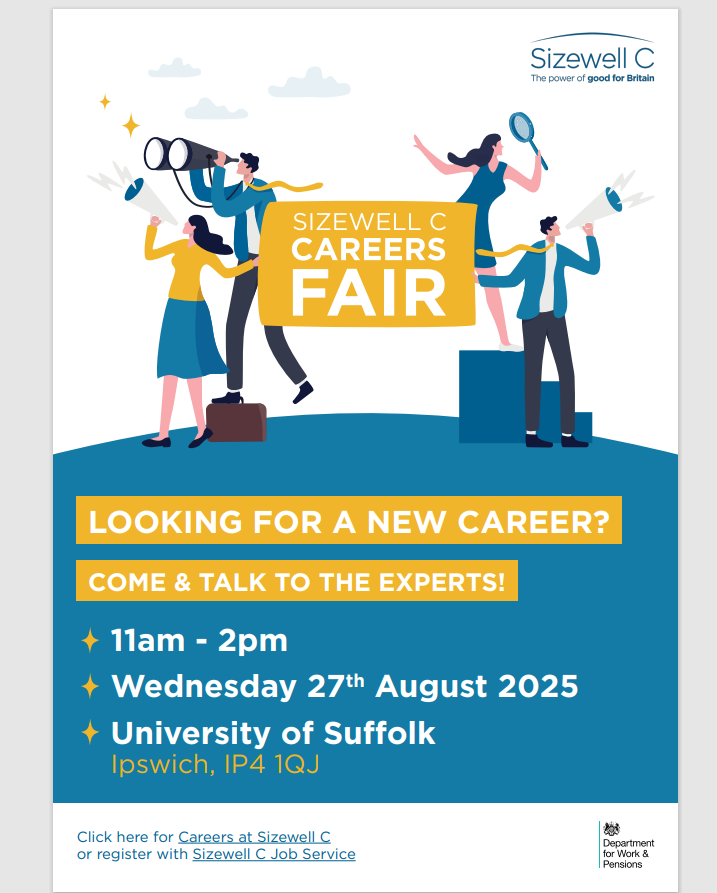 Sizewell C
The power of good for Britain
SIZEWELL C
CAREERS
FAIR
LOOKING FOR A NEW CAREER?
COME & TALK TO THE EXPERTS!
11am - 2pm
Wednesday 27th August 2025
University of Suffolk
Ipswich, IP4 1QJ
Click here for Careers at Sizewell C
or register with Sizewell C Job Service
Department
for Work &
Pensions